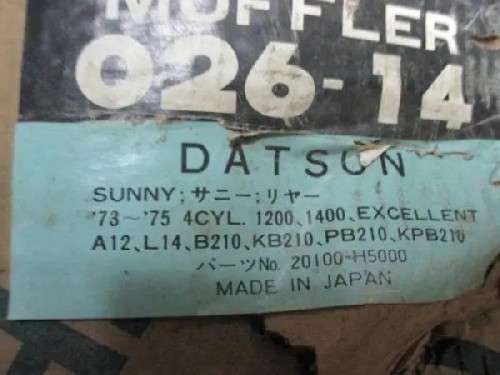 MUFFLER
026-14
DATSUN
SUNNY; サニー; リヤー
'73～'75 4CYL. 1200、1400、EXCELLENT
A12、L14、B210、KB210、PB210、KPB210
パーツNo. 20100-H5000
MADE IN JAPAN